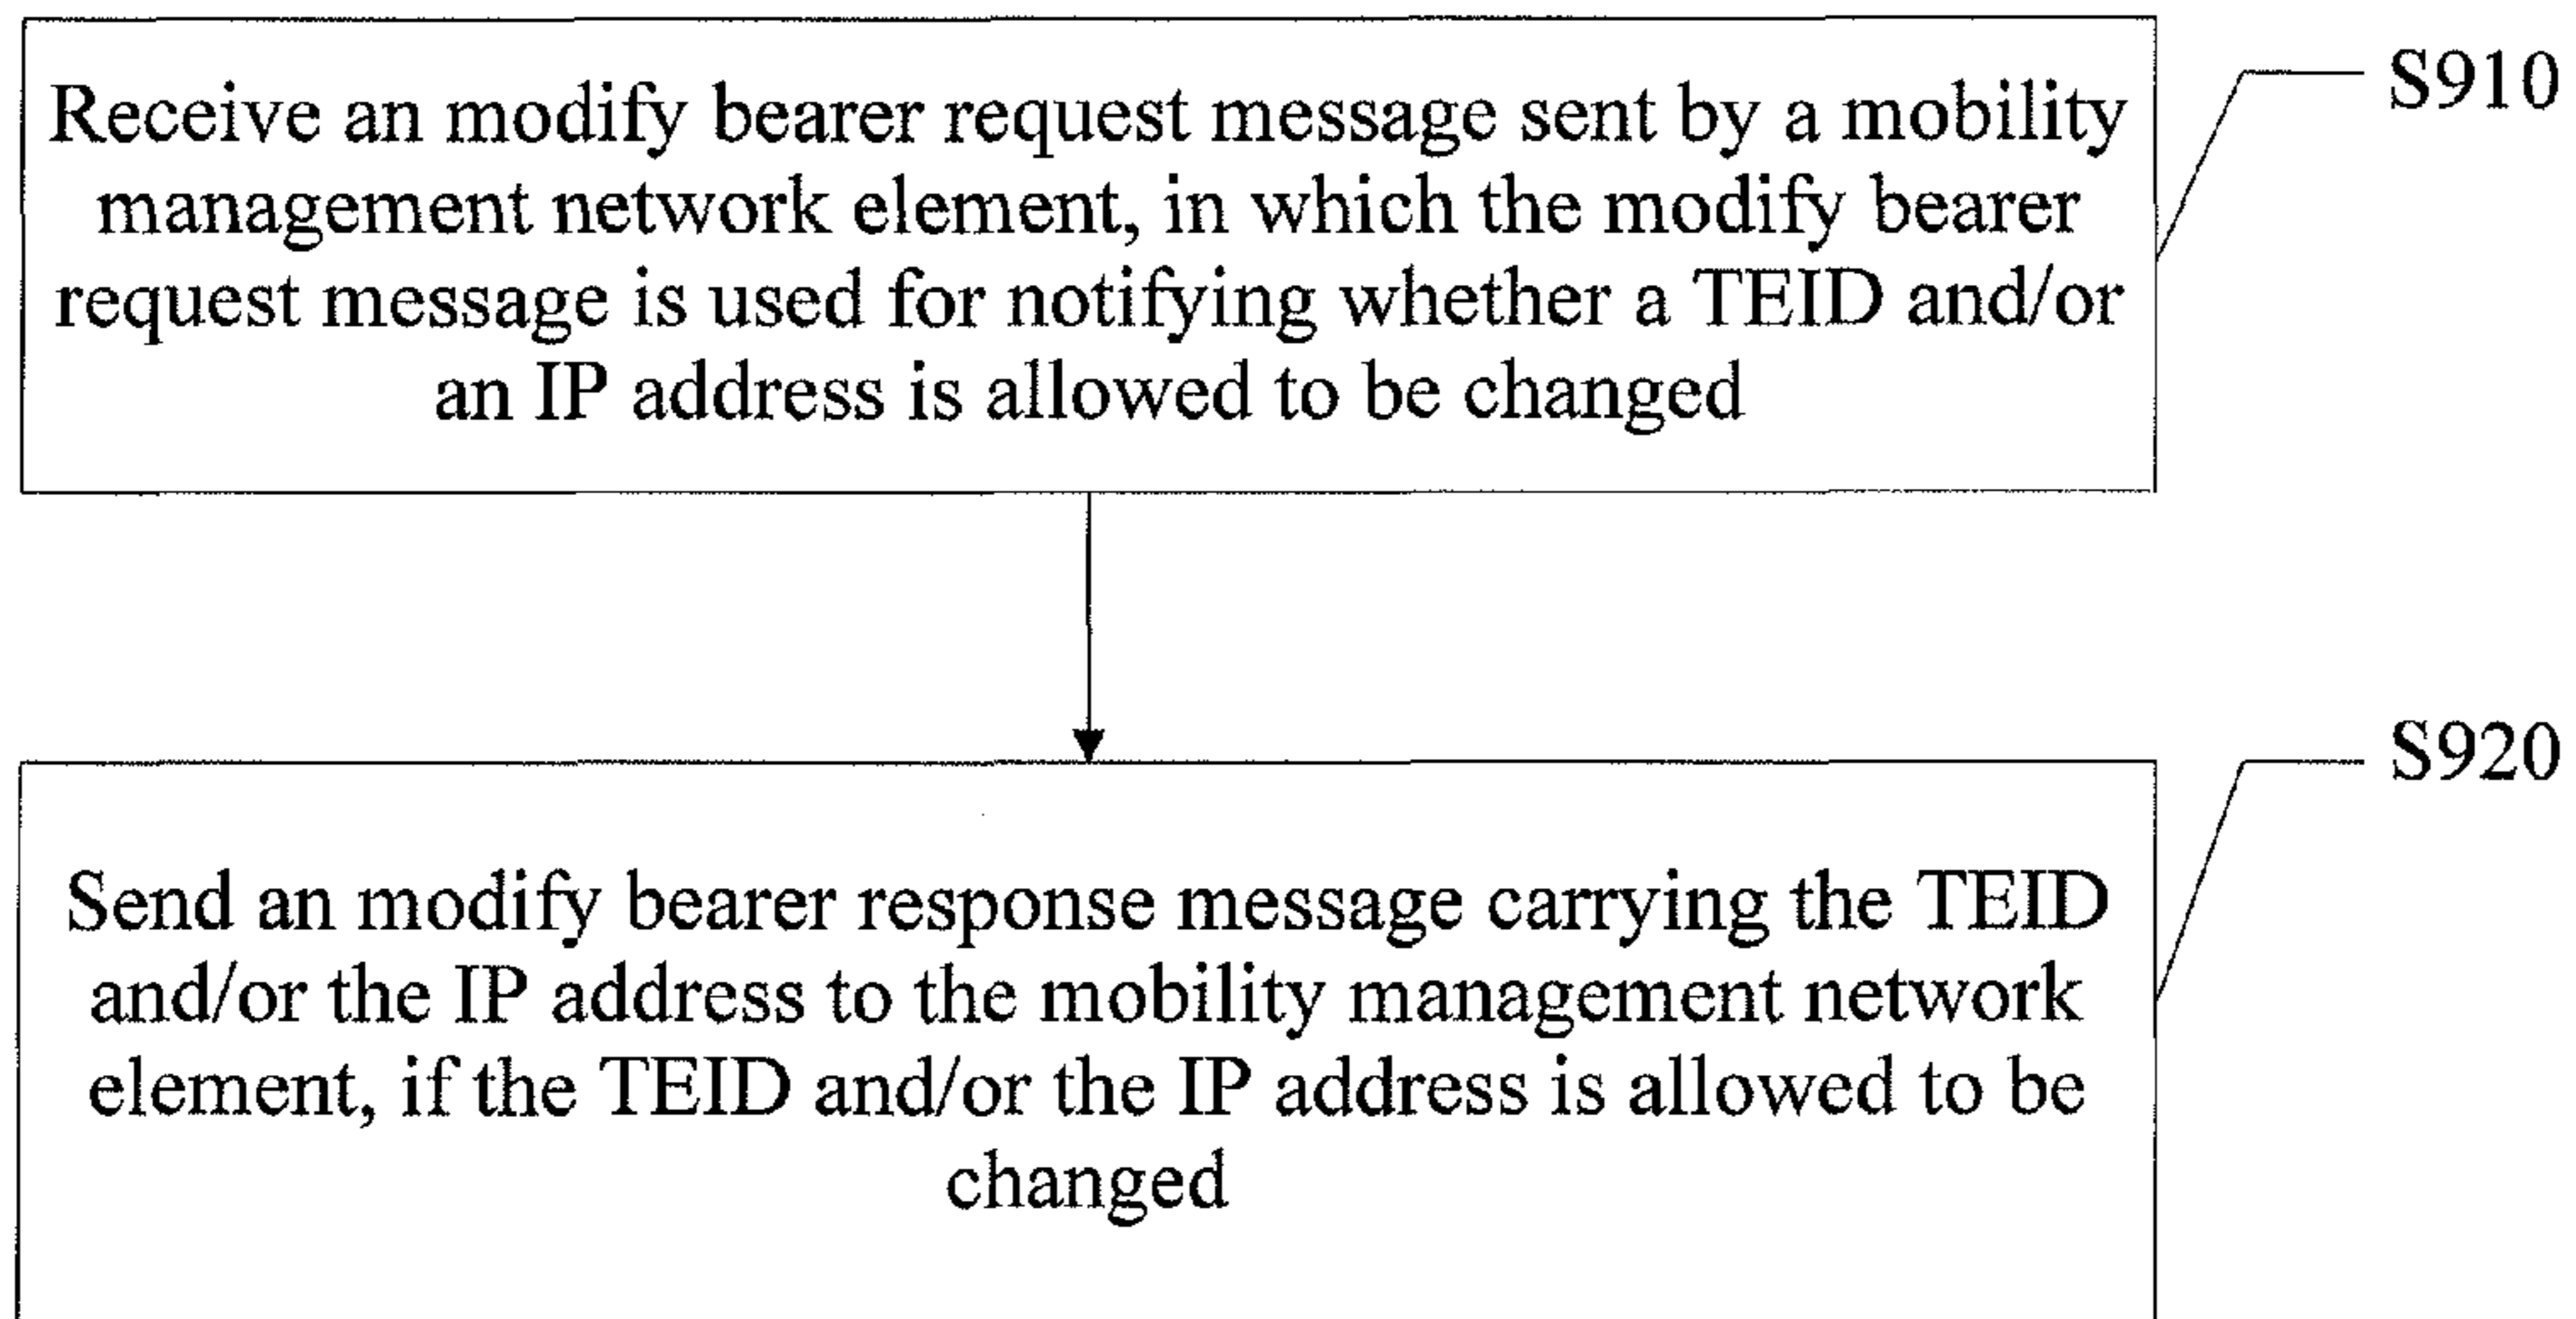 Receive an modify bearer request message sent by a mobility
management network element, in which the modify bearer
request message is used for notifying whether a TEID and/or
an IP address is allowed to be changed
S910
Send an modify bearer response message carrying the TEID
and/or the IP address to the mobility management network
element, if the TEID and/or the IP address is allowed to be
changed
S920